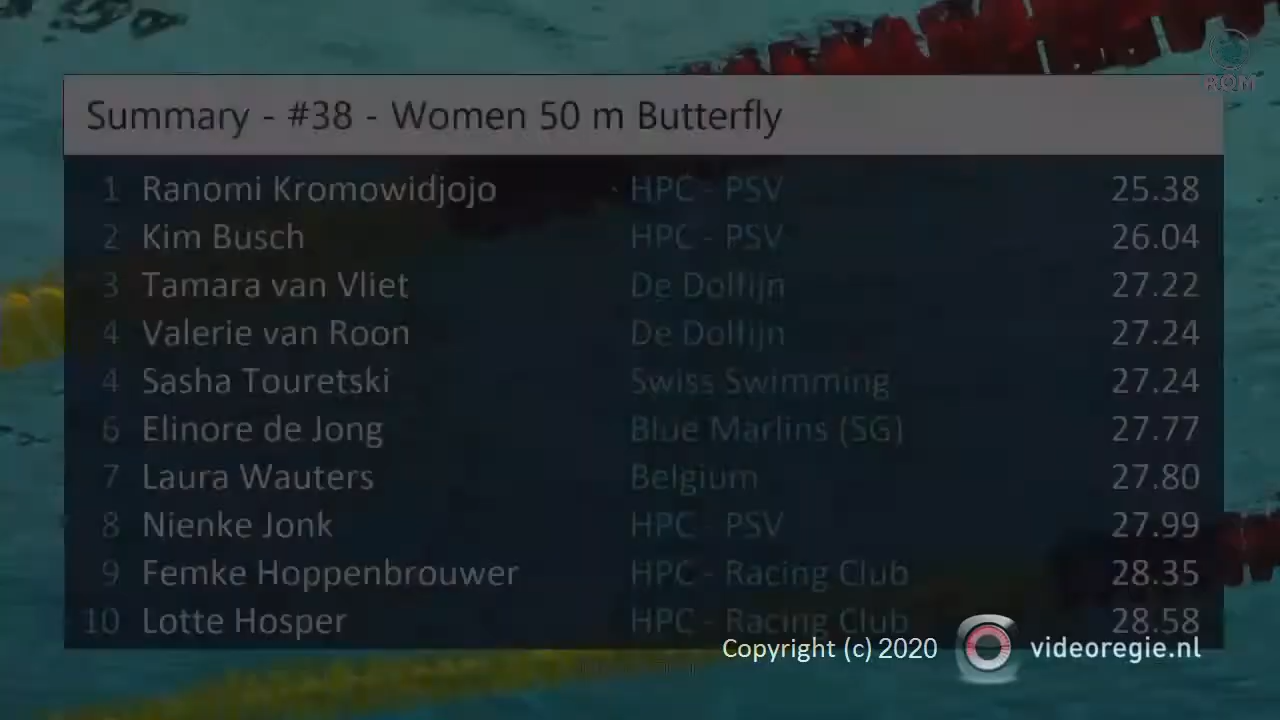 RQM
Summary - #38 - Women 50 m Butterfly
1 Ranomi Kromowidjojo HPC - PSV 25.38
2 Kim Busch HPC - PSV 26.04
3 Tamara van Vliet De Dolfijn 27.22
4 Valerie van Roon De Dolfijn 27.24
4 Sasha Touretski Swiss Swimming 27.24
6 Elinore de Jong Blue Marlins (SG) 27.77
7 Laura Wauters Belgium 27.80
8 Nienke Jonk HPC - PSV 27.99
9 Femke Hoppenbrouwer HPC - Racing Club 28.35
10 Lotte Hosper HPC - Racing Club 28.58
Copyright (c) 2020 videoregie.nl